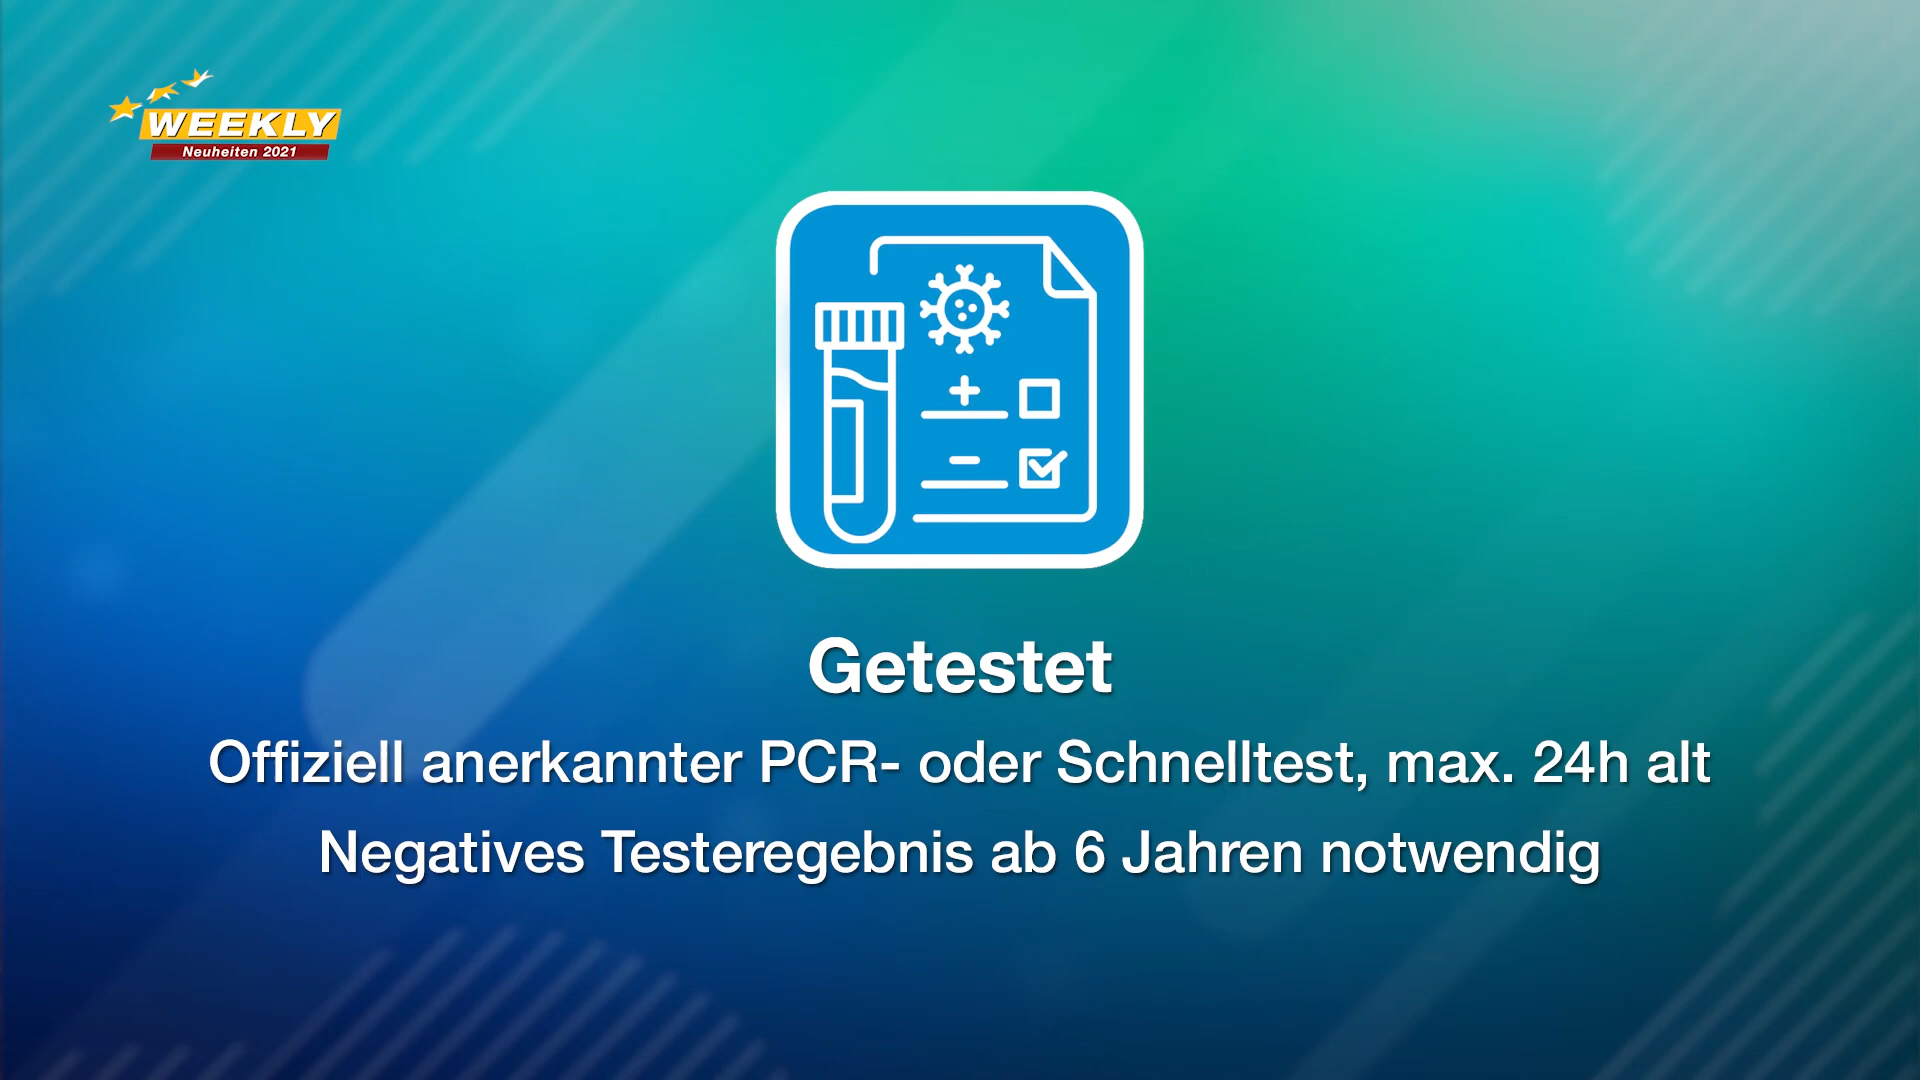 WEEKLY
Neuheiten 2021
Getestet
Offiziell anerkannter PCR- oder Schnelltest, max. 24h alt
Negatives Testeregebnis ab 6 Jahren notwendig